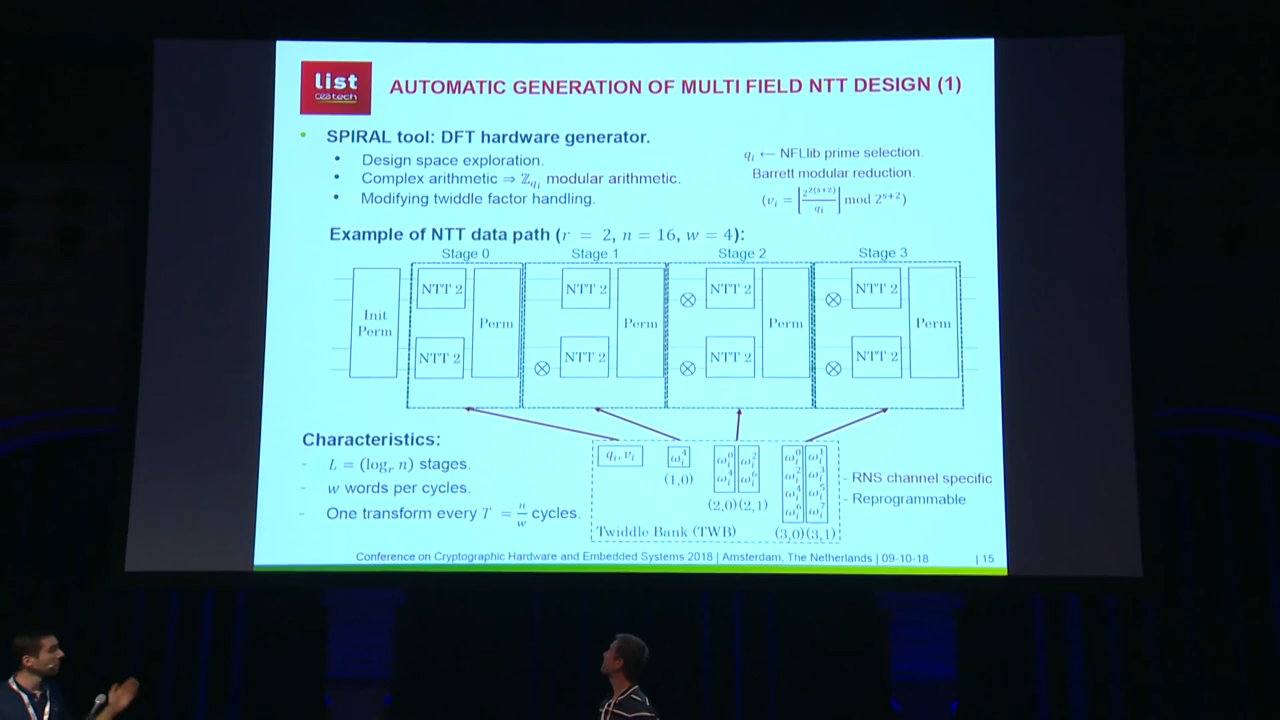 list
ceatech
AUTOMATIC GENERATION OF MULTI FIELD NTT DESIGN (1)
• SPIRAL tool: DFT hardware generator.
• Design space exploration.
• Complex arithmetic ⇒ ℤ_{q_i} modular arithmetic.
• Modifying twiddle factor handling.
q_i ← NFLlib prime selection.
Barrett modular reduction.
(v_i = ⌊2^{2(s+2)}/q_i⌋ mod 2^{s+2})
Example of NTT data path (r = 2, n = 16, w = 4):
Stage 0 Stage 1 Stage 2 Stage 3
NTT 2 NTT 2 NTT 2 NTT 2
Init Perm
Perm Perm Perm Perm
NTT 2 ⊗ NTT 2 ⊗ NTT 2 ⊗ NTT 2
Characteristics:
- L = (log_r n) stages.
- w words per cycles.
- One transform every T = n/w cycles.
q_i, v_i
ω_i^4
(1,0)
ω_i^0 ω_i^2
ω_i^4 ω_i^6
(2,0) (2,1)
ω_i^0 ω_i^1
ω_i^2 ω_i^3
ω_i^4 ω_i^5
ω_i^6 ω_i^7
(3,0) (3,1)
Twiddle Bank (TWB)
- RNS channel specific
- Reprogrammable
Conference on Cryptographic Hardware and Embedded Systems 2018 | Amsterdam, The Netherlands | 09-10-18 | 15